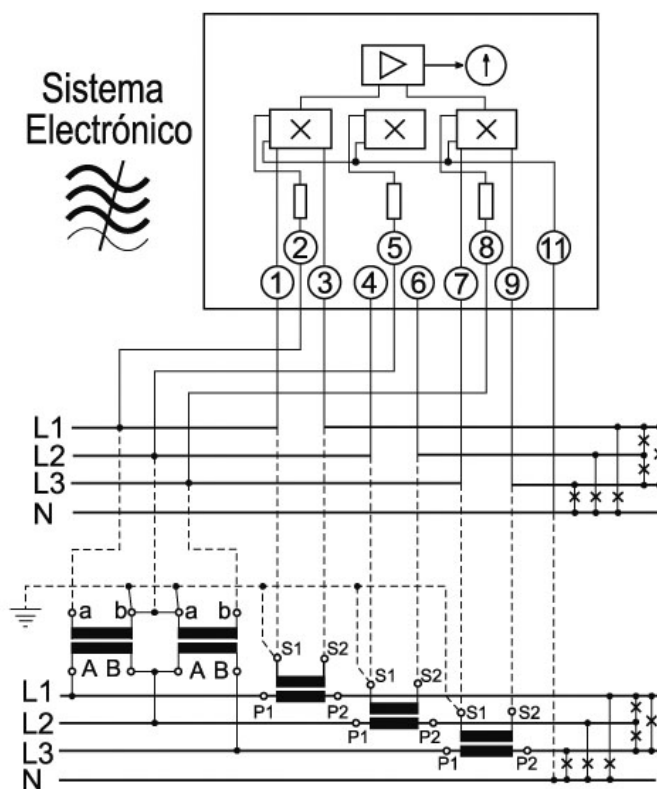 Sistema
Electrónico
2 5 8 11
1 3 4 6 7 9
L1
L2
L3
N
a b a b
S1 S2
A B A B
S1 S2
L1
P1 P2
S1 S2
L2
P1 P2
L3
P1 P2
N